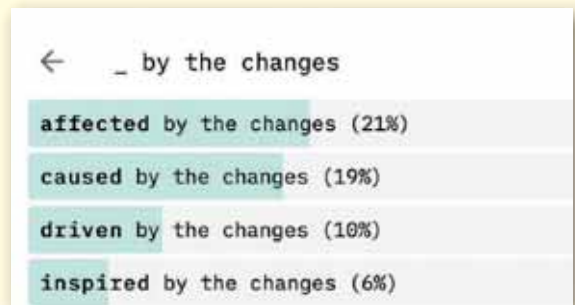 ← _ by the changes
affected by the changes (21%)
caused by the changes (19%)
driven by the changes (10%)
inspired by the changes (6%)